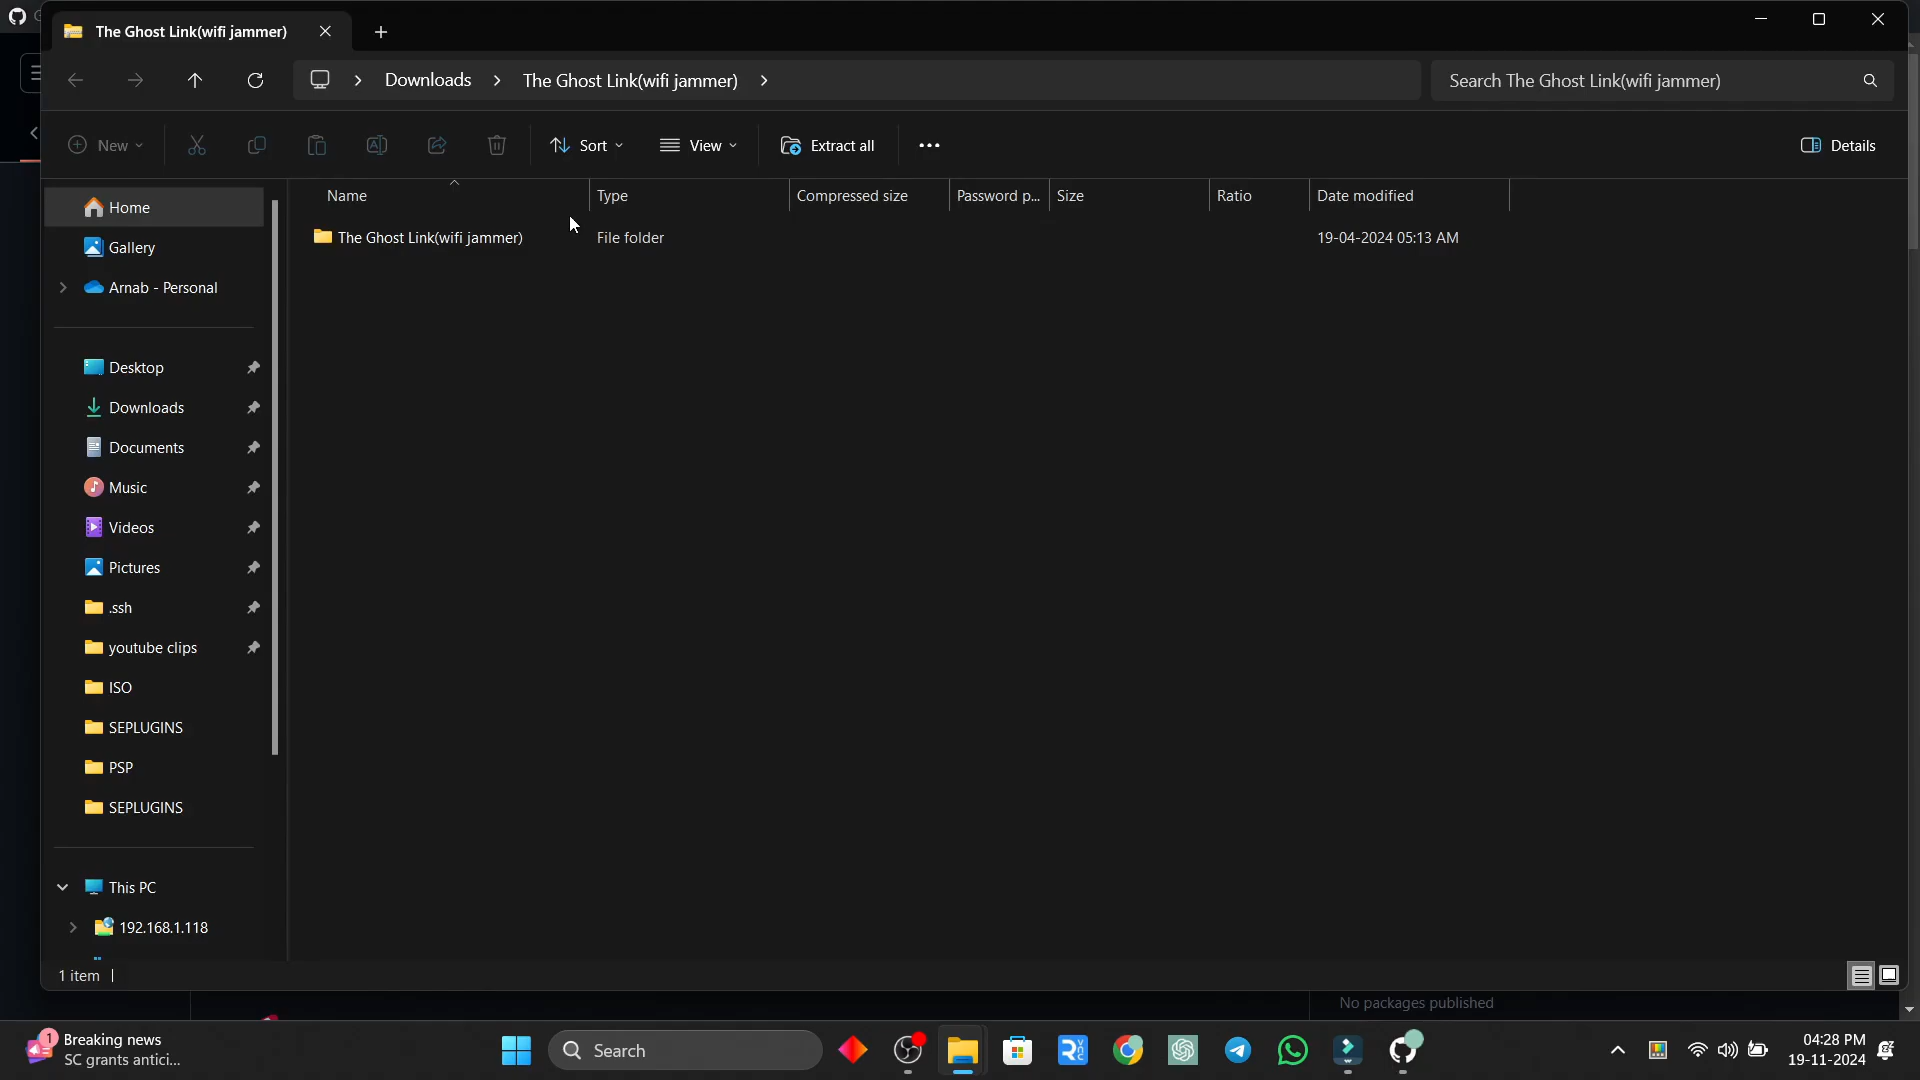 The Ghost Link(wifi jammer)
Downloads
The Ghost Link(wifi jammer)
Search The Ghost Link(wifi jammer)
New
Sort
View
Extract all
Details
Name
Type
Compressed size
Password p...
Size
Ratio
Date modified
The Ghost Link(wifi jammer)
File folder
19-04-2024 05:13 AM
Home
Gallery
Arnab - Personal
Desktop
Downloads
Documents
Music
Videos
Pictures
.ssh
youtube clips
ISO
SEPLUGINS
PSP
SEPLUGINS
This PC
192.168.1.118
1 item
No packages published
1
Breaking news
SC grants antici...
Search
04:28 PM
19-11-2024